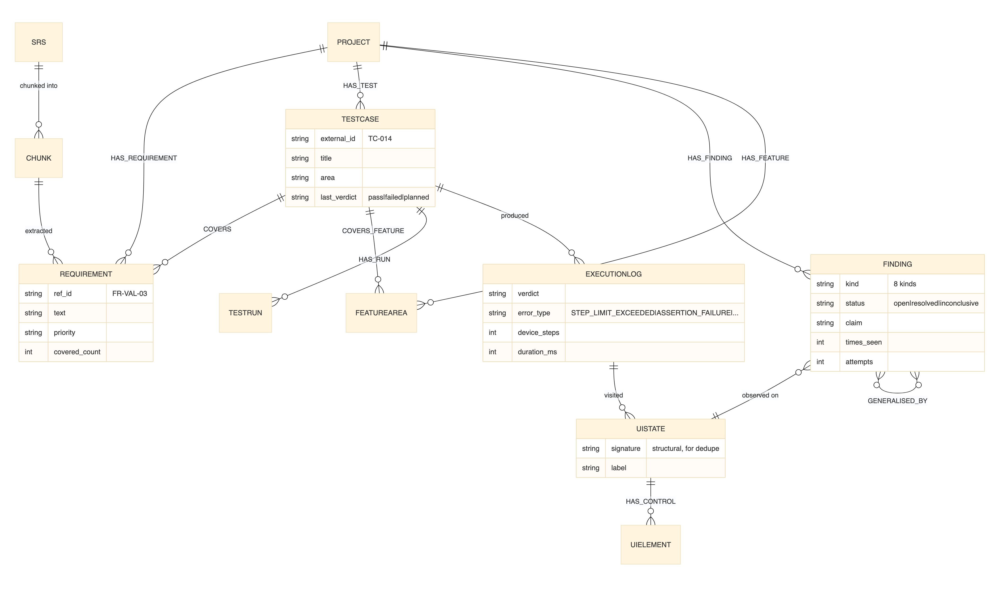 SRS
PROJECT
chunked into
HAS_TEST
TESTCASE
string external_id TC-014
string title
string area
string last_verdict pass|failed|planned
CHUNK
HAS_REQUIREMENT
HAS_FINDING
HAS_FEATURE
produced
extracted
COVERS
COVERS_FEATURE
HAS_RUN
REQUIREMENT
string ref_id FR-VAL-03
string text
string priority
int covered_count
TESTRUN
FEATUREAREA
EXECUTIONLOG
string verdict
string error_type STEP_LIMIT_EXCEEDED|ASSERTION_FAILURE|...
int device_steps
int duration_ms
FINDING
string kind 8 kinds
string status open|resolved|inconclusive
string claim
int times_seen
int attempts
visited
observed on
GENERALISED_BY
UISTATE
string signature structural, for dedupe
string label
HAS_CONTROL
UIELEMENT